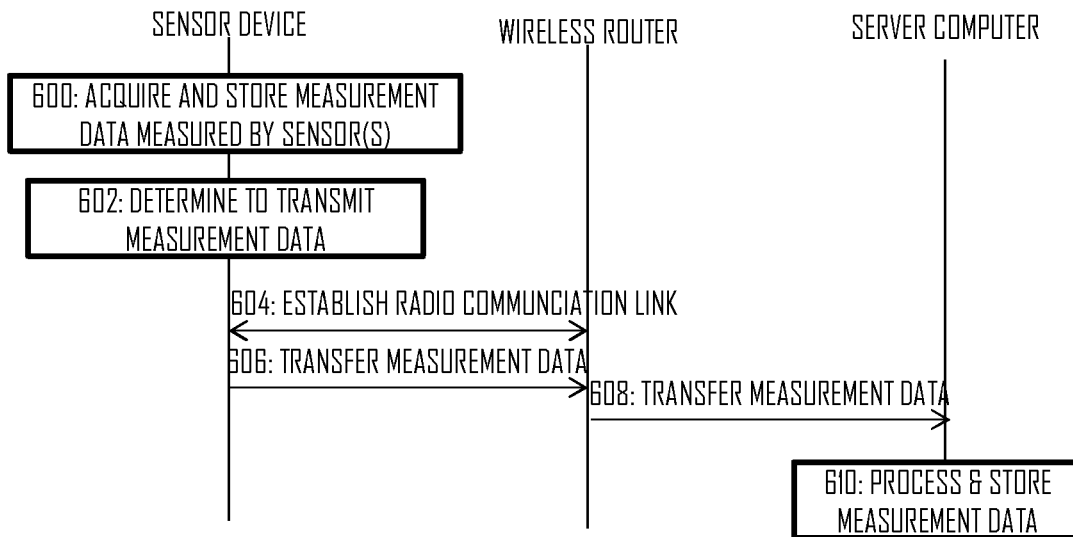 SENSOR DEVICE
WIRELESS ROUTER
SERVER COMPUTER
600: ACQUIRE AND STORE MEASUREMENT
DATA MEASURED BY SENSOR(S)
602: DETERMINE TO TRANSMIT
MEASUREMENT DATA
604: ESTABLISH RADIO COMMUNCIATION LINK
606: TRANSFER MEASUREMENT DATA
608: TRANSFER MEASUREMENT DATA
610: PROCESS & STORE
MEASUREMENT DATA